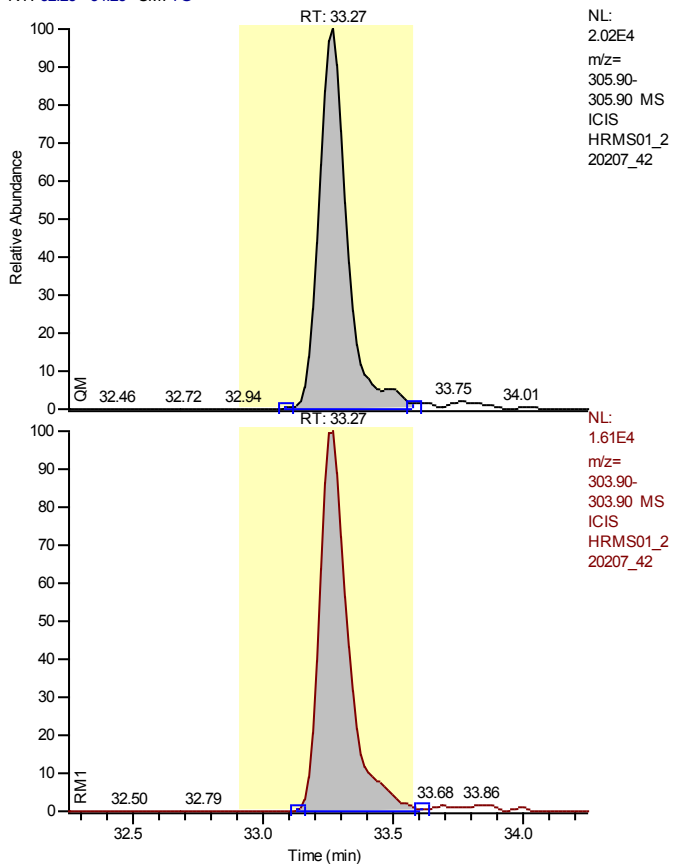 RT: 33.27
NL:
2.02E4
m/z=
305.90-
305.90 MS
ICIS
HRMS01_2
20207_42
100
90
80
70
60
50
40
30
20
10
0
Relative Abundance
QM
32.46
32.72
32.94
33.75
34.01
RT: 33.27
NL:
1.61E4
m/z=
303.90-
303.90 MS
ICIS
HRMS01_2
20207_42
100
90
80
70
60
50
40
30
20
10
0
RM1
32.50
32.79
33.68
33.86
32.5
33.0
33.5
34.0
Time (min)